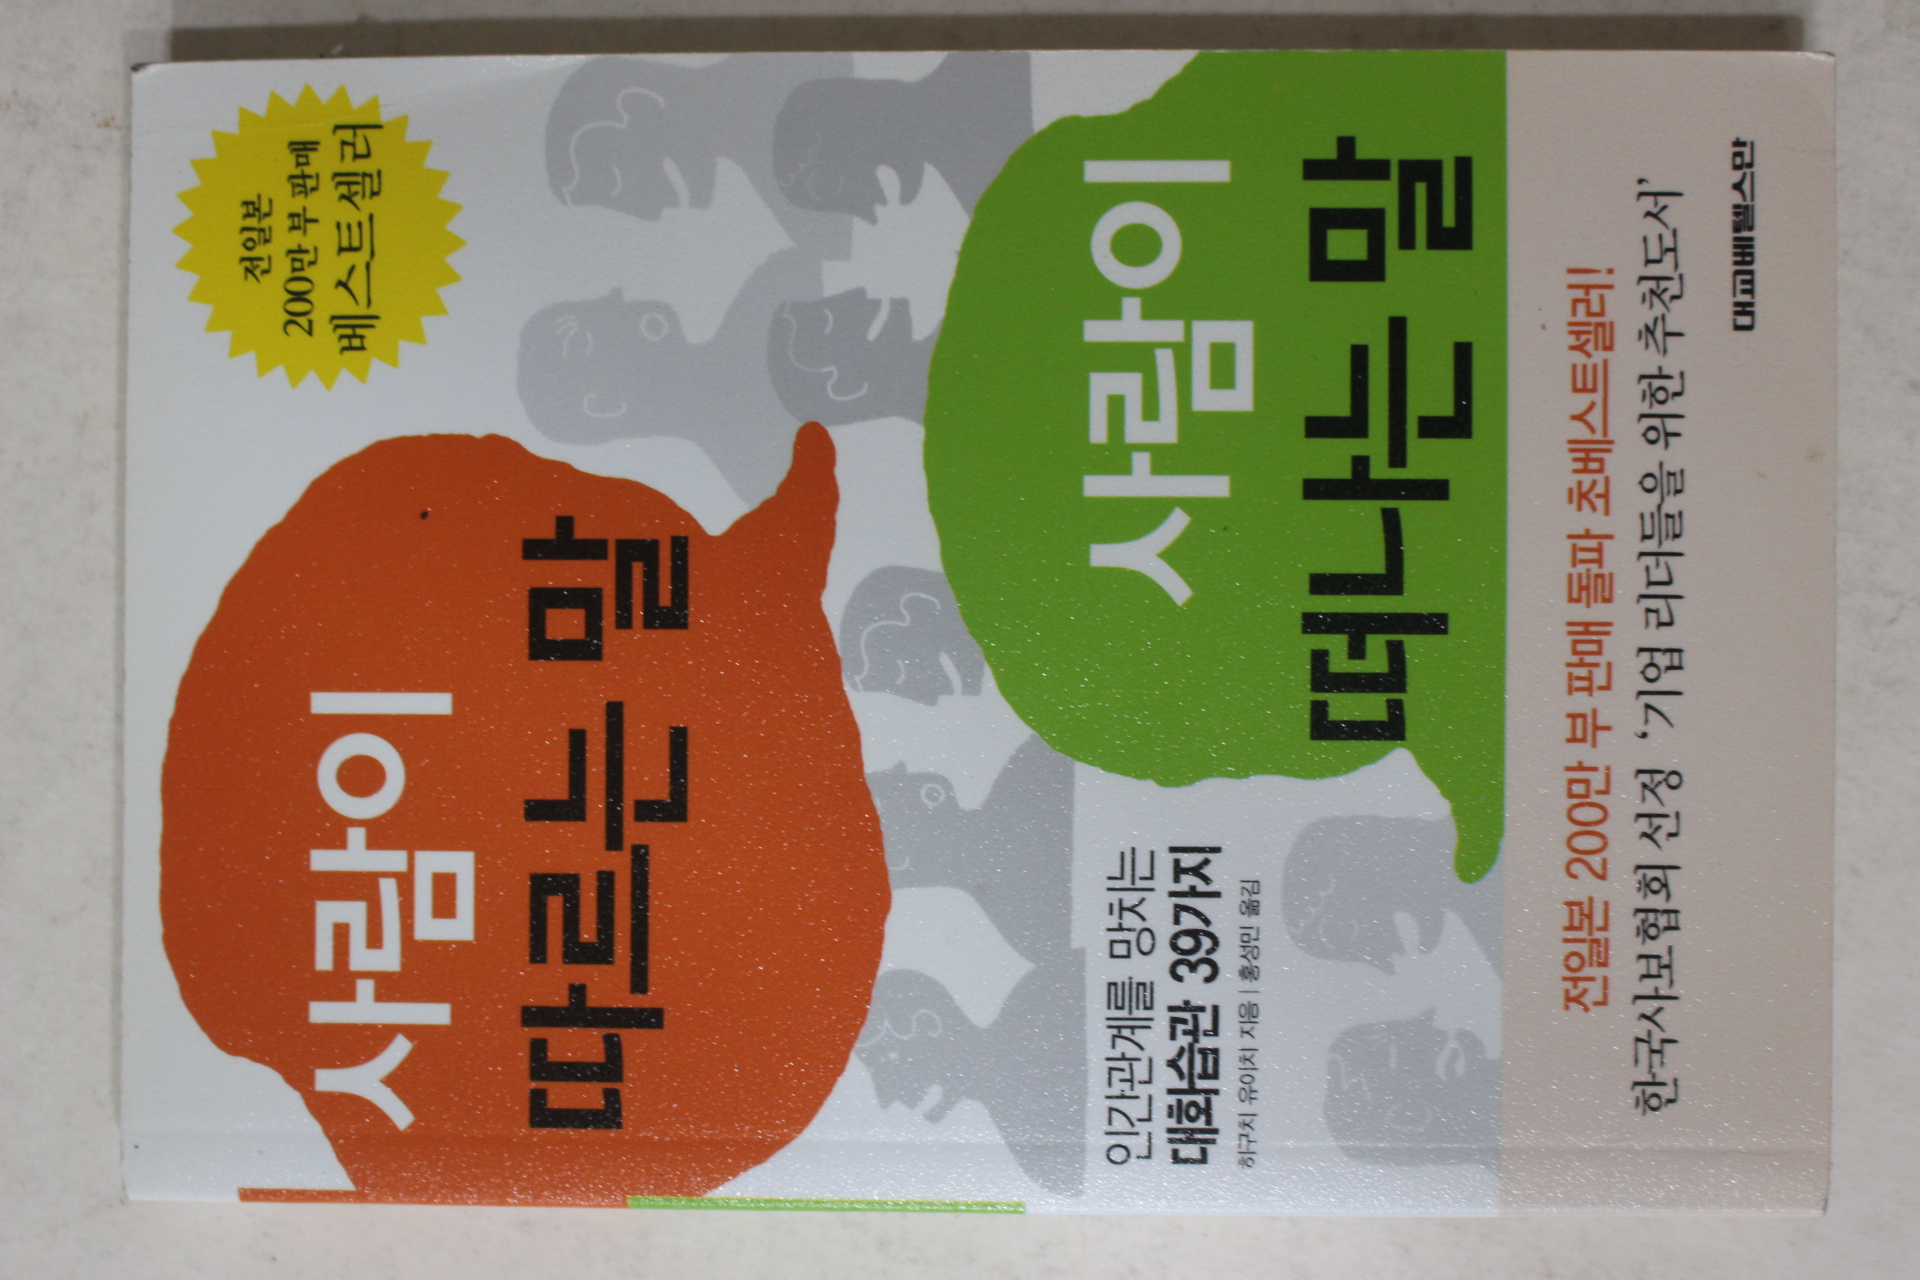 전일본
200만 부 판매
베스트셀러
사람이
따르는 말
사람이
떠나는 말
인간관계를 망치는
대화습관 39가지
히구치 유이치 지음 | 홍성민 옮김
전일본 200만 부 판매 돌파 초베스트셀러!
한국사보협회 선정 ‘기업 리더들을 위한 추천도서’
대교베텔스만